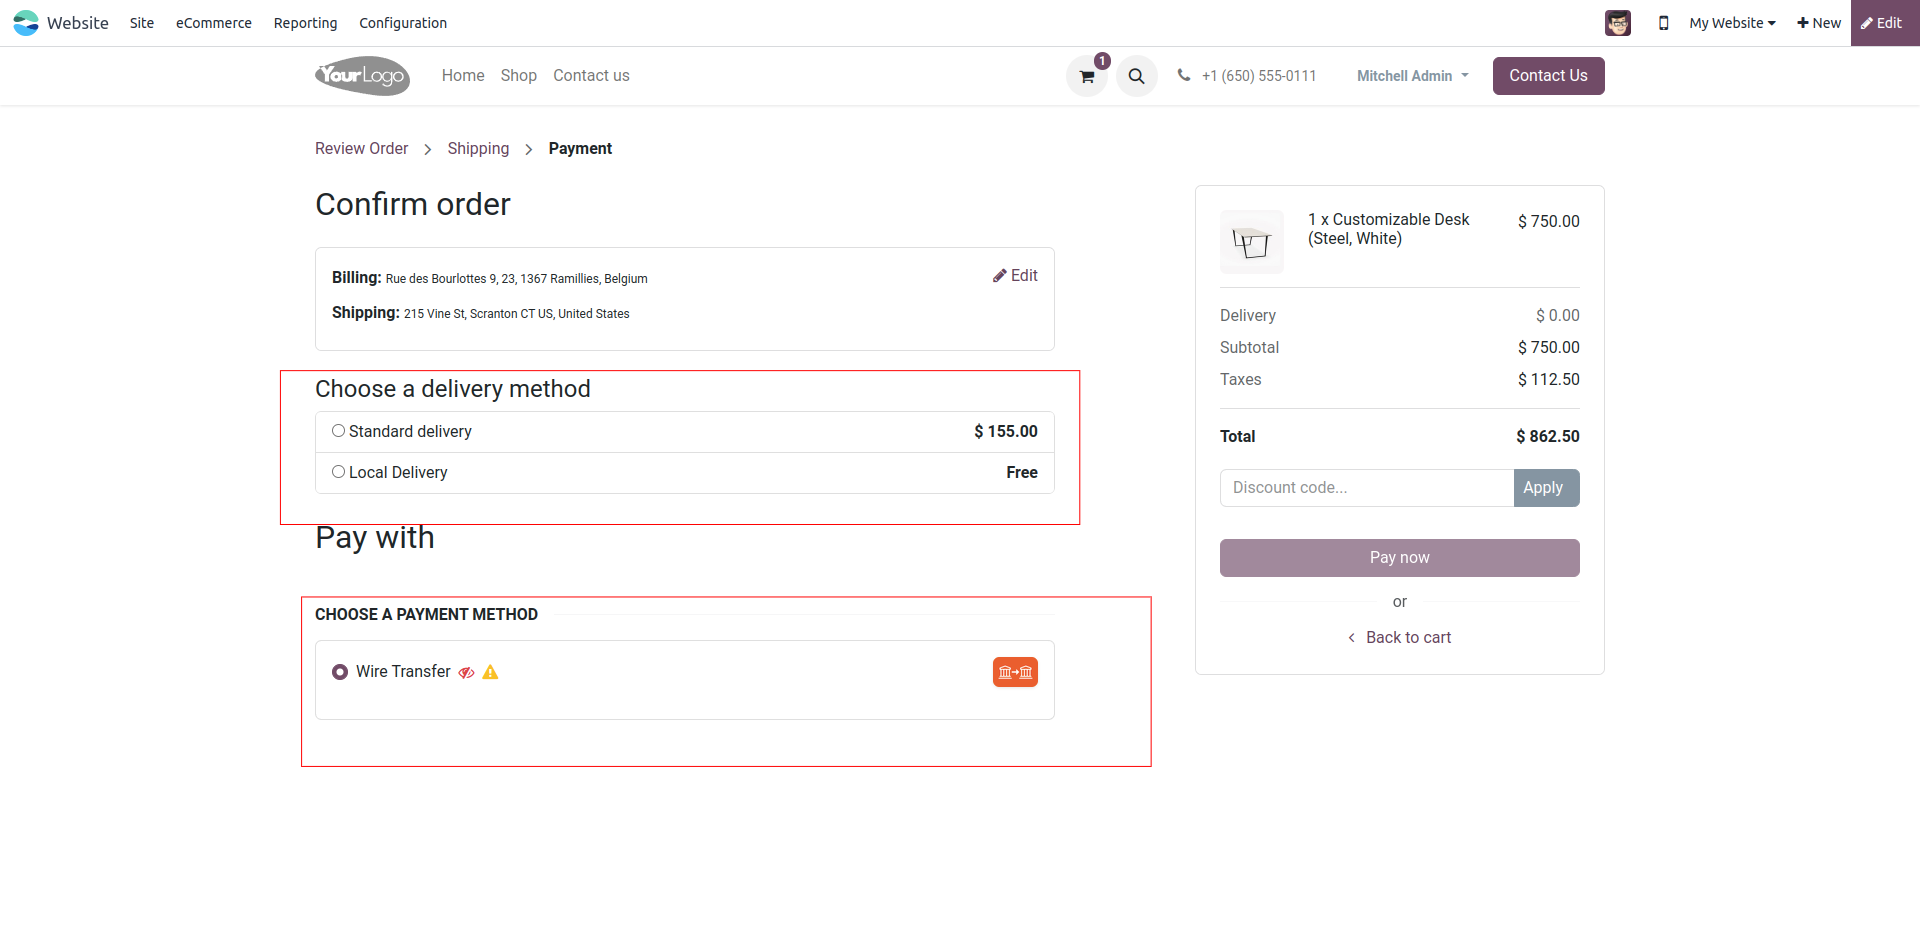 Website Site eCommerce Reporting Configuration My Website New Edit
YourLogo Home Shop Contact us 1 +1 (650) 555-0111 Mitchell Admin Contact Us
Review Order Shipping Payment
Confirm order
Billing: Rue des Bourlottes 9, 23, 1367 Ramillies, Belgium Edit
Shipping: 215 Vine St, Scranton CT US, United States
Choose a delivery method
Standard delivery $ 155.00
Local Delivery Free
Pay with
CHOOSE A PAYMENT METHOD
Wire Transfer
1 x Customizable Desk $ 750.00
(Steel, White)
Delivery $ 0.00
Subtotal $ 750.00
Taxes $ 112.50
Total $ 862.50
Discount code... Apply
Pay now
or
Back to cart